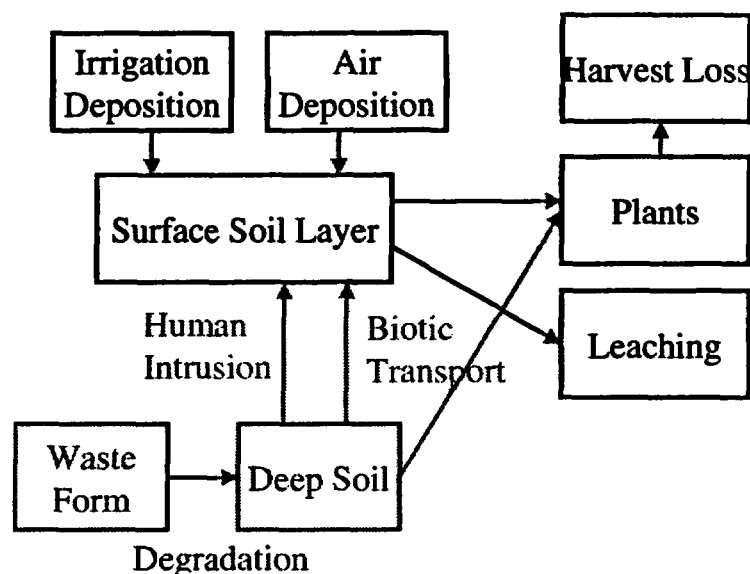 Irrigation
Deposition
Air
Deposition
Harvest Loss
Surface Soil Layer
Plants
Human
Intrusion
Biotic
Transport
Leaching
Waste
Form
Deep Soil
Degradation